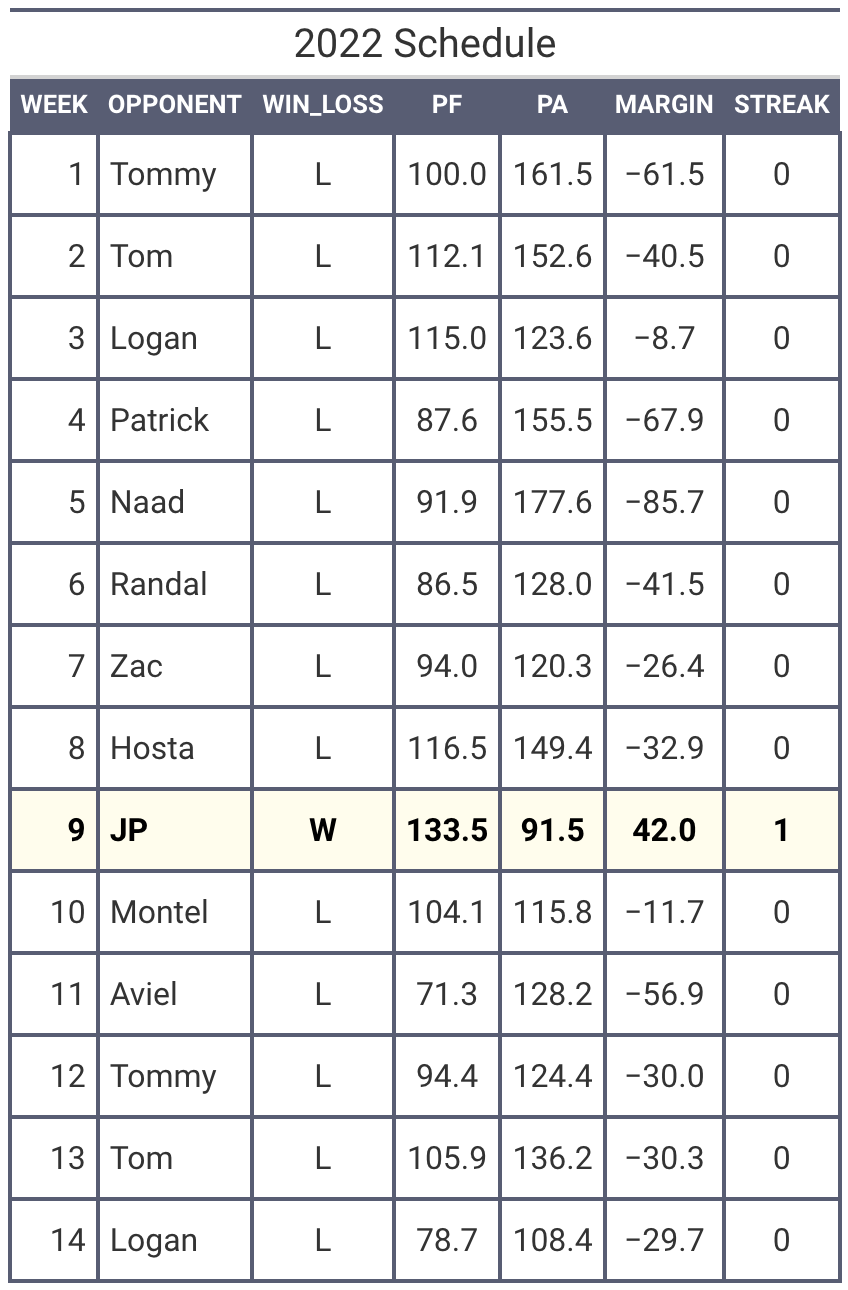 2022 Schedule
WEEK OPPONENT WIN_LOSS PF PA MARGIN STREAK
1 Tommy L 100.0 161.5 −61.5 0
2 Tom L 112.1 152.6 −40.5 0
3 Logan L 115.0 123.6 −8.7 0
4 Patrick L 87.6 155.5 −67.9 0
5 Naad L 91.9 177.6 −85.7 0
6 Randal L 86.5 128.0 −41.5 0
7 Zac L 94.0 120.3 −26.4 0
8 Hosta L 116.5 149.4 −32.9 0
9 JP W 133.5 91.5 42.0 1
10 Montel L 104.1 115.8 −11.7 0
11 Aviel L 71.3 128.2 −56.9 0
12 Tommy L 94.4 124.4 −30.0 0
13 Tom L 105.9 136.2 −30.3 0
14 Logan L 78.7 108.4 −29.7 0